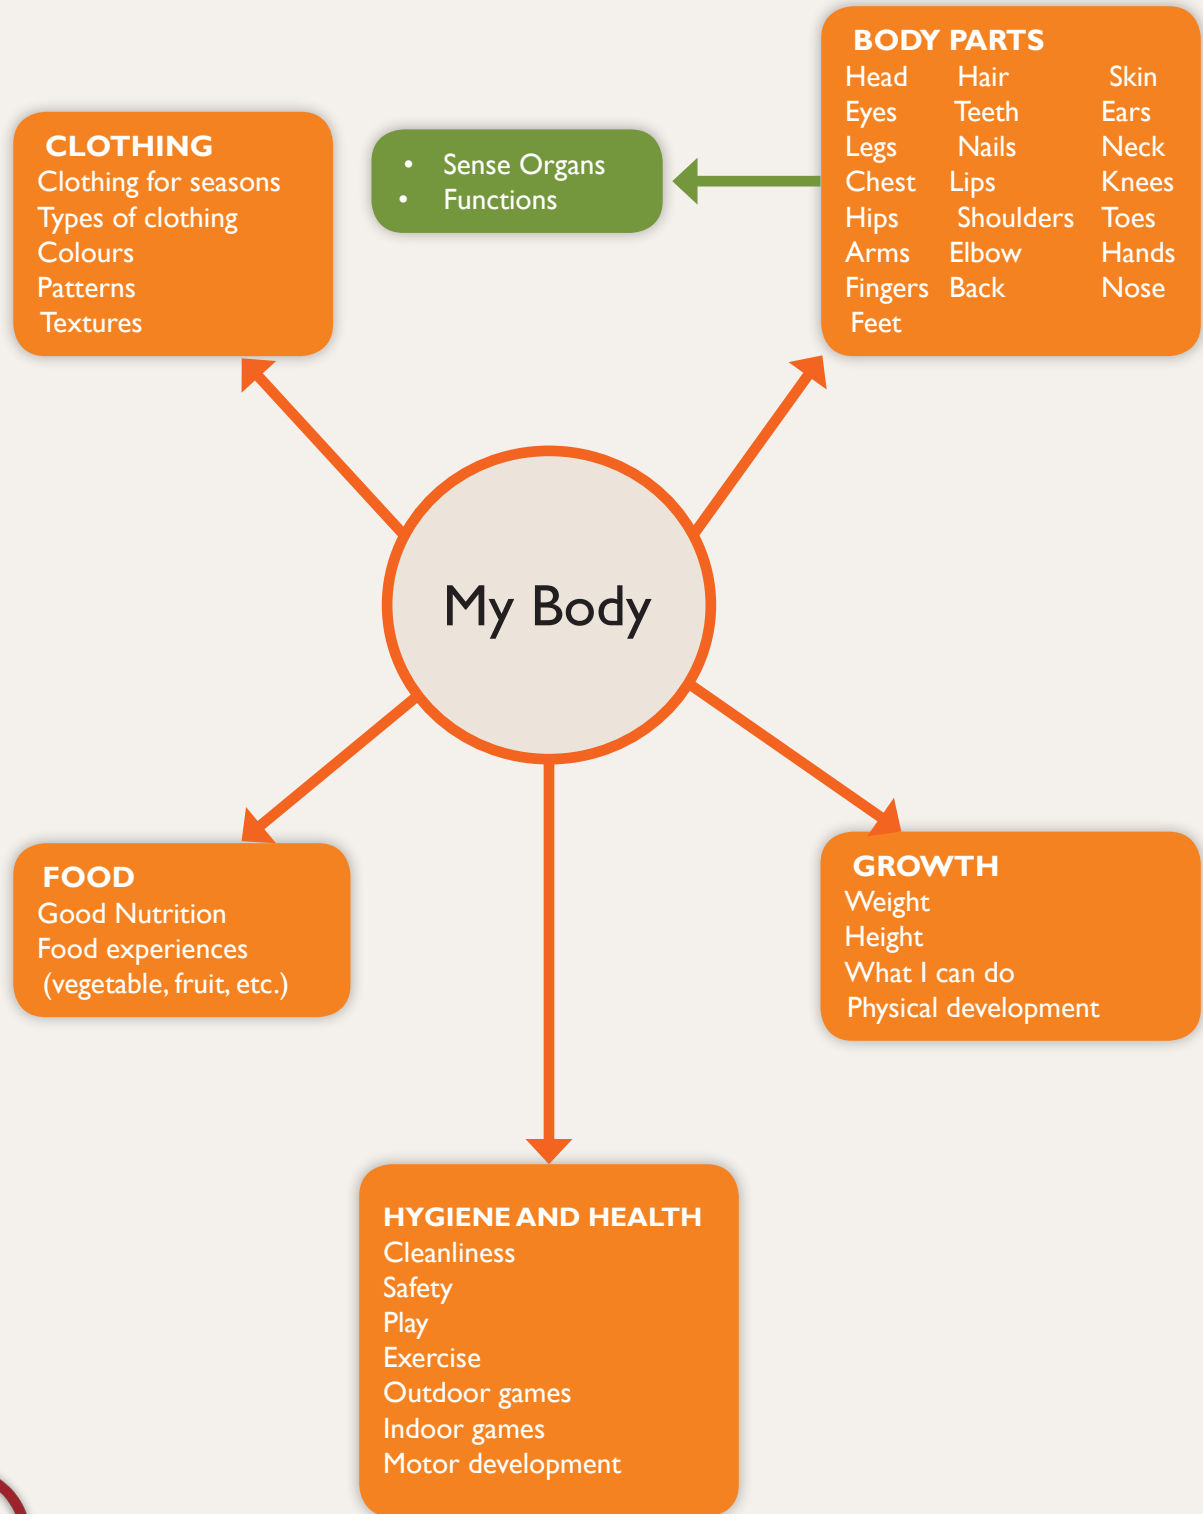 BODY PARTS
Head Hair Skin
Eyes Teeth Ears
Legs Nails Neck
Chest Lips Knees
Hips Shoulders Toes
Arms Elbow Hands
Fingers Back Nose
Feet
CLOTHING
Clothing for seasons
Types of clothing
Colours
Patterns
Textures
• Sense Organs
• Functions
My Body
FOOD
Good Nutrition
Food experiences
(vegetable, fruit, etc.)
GROWTH
Weight
Height
What I can do
Physical development
HYGIENE AND HEALTH
Cleanliness
Safety
Play
Exercise
Outdoor games
Indoor games
Motor development